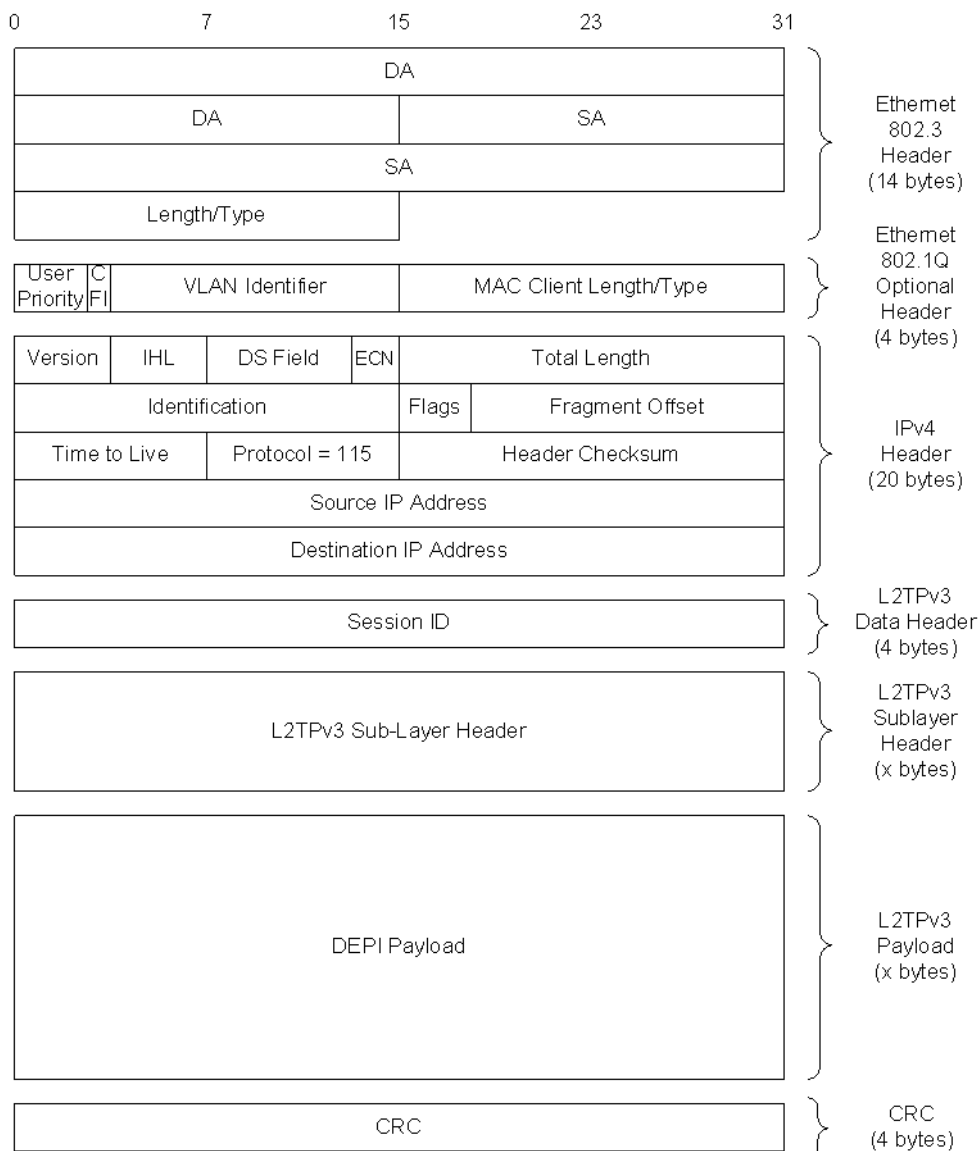 0 7 15 23 31
DA
DA SA
SA
Length/Type
Ethernet
802.3
Header
(14 bytes)
User
Priority
C
FI
VLAN Identifier
MAC Client Length/Type
Ethernet
802.1Q
Optional
Header
(4 bytes)
Version IHL DS Field ECN Total Length
Identification Flags Fragment Offset
Time to Live Protocol = 115 Header Checksum
Source IP Address
Destination IP Address
IPv4
Header
(20 bytes)
Session ID
L2TPv3
Data Header
(4 bytes)
L2TPv3 Sub-Layer Header
L2TPv3
Sublayer
Header
(x bytes)
DEPI Payload
L2TPv3
Payload
(x bytes)
CRC
CRC
(4 bytes)